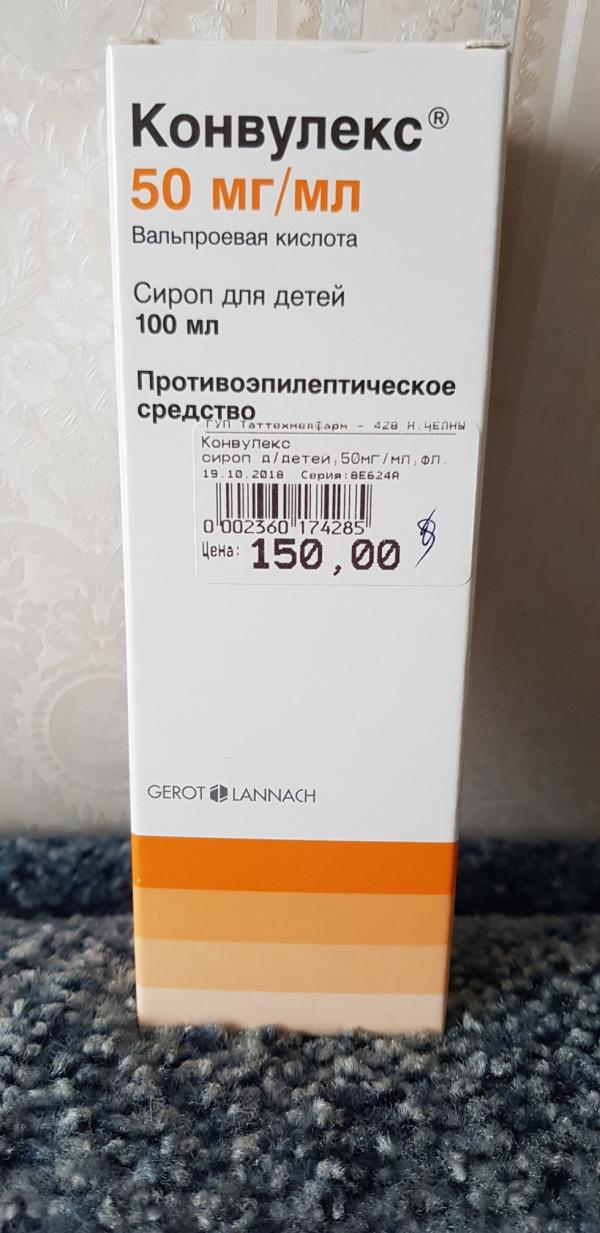 Конвулекс®
50 мг/мл
Вальпроевая кислота
Сироп для детей
100 мл
Противоэпилептическое
средство
ГУП Таттехмедфарм - 428 Н.ЧЕЛНЫ
Конвулекс
сироп д/детей,50мг/мл,фл.
19.10.2018 Серия:8E624A
0 002360 174285
Цена: 150,00
GEROT LANNACH